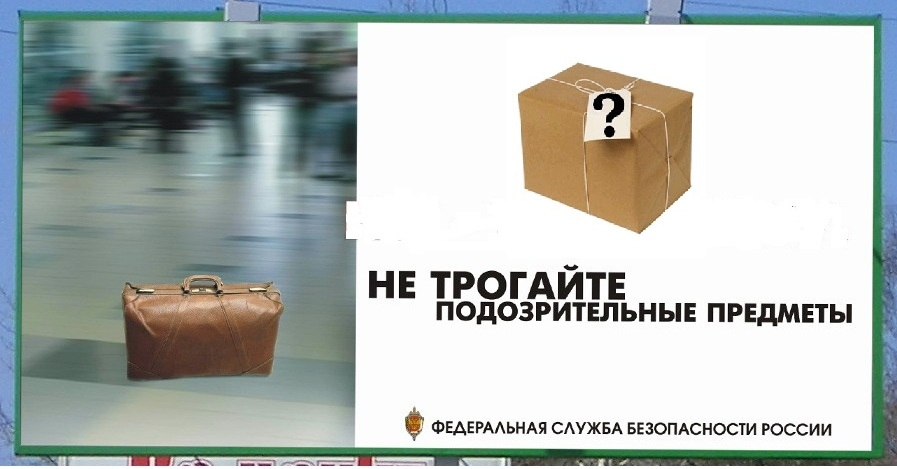 ?
НЕ ТРОГАЙТЕ
ПОДОЗРИТЕЛЬНЫЕ ПРЕДМЕТЫ
ФЕДЕРАЛЬНАЯ СЛУЖБА БЕЗОПАСНОСТИ РОССИИ